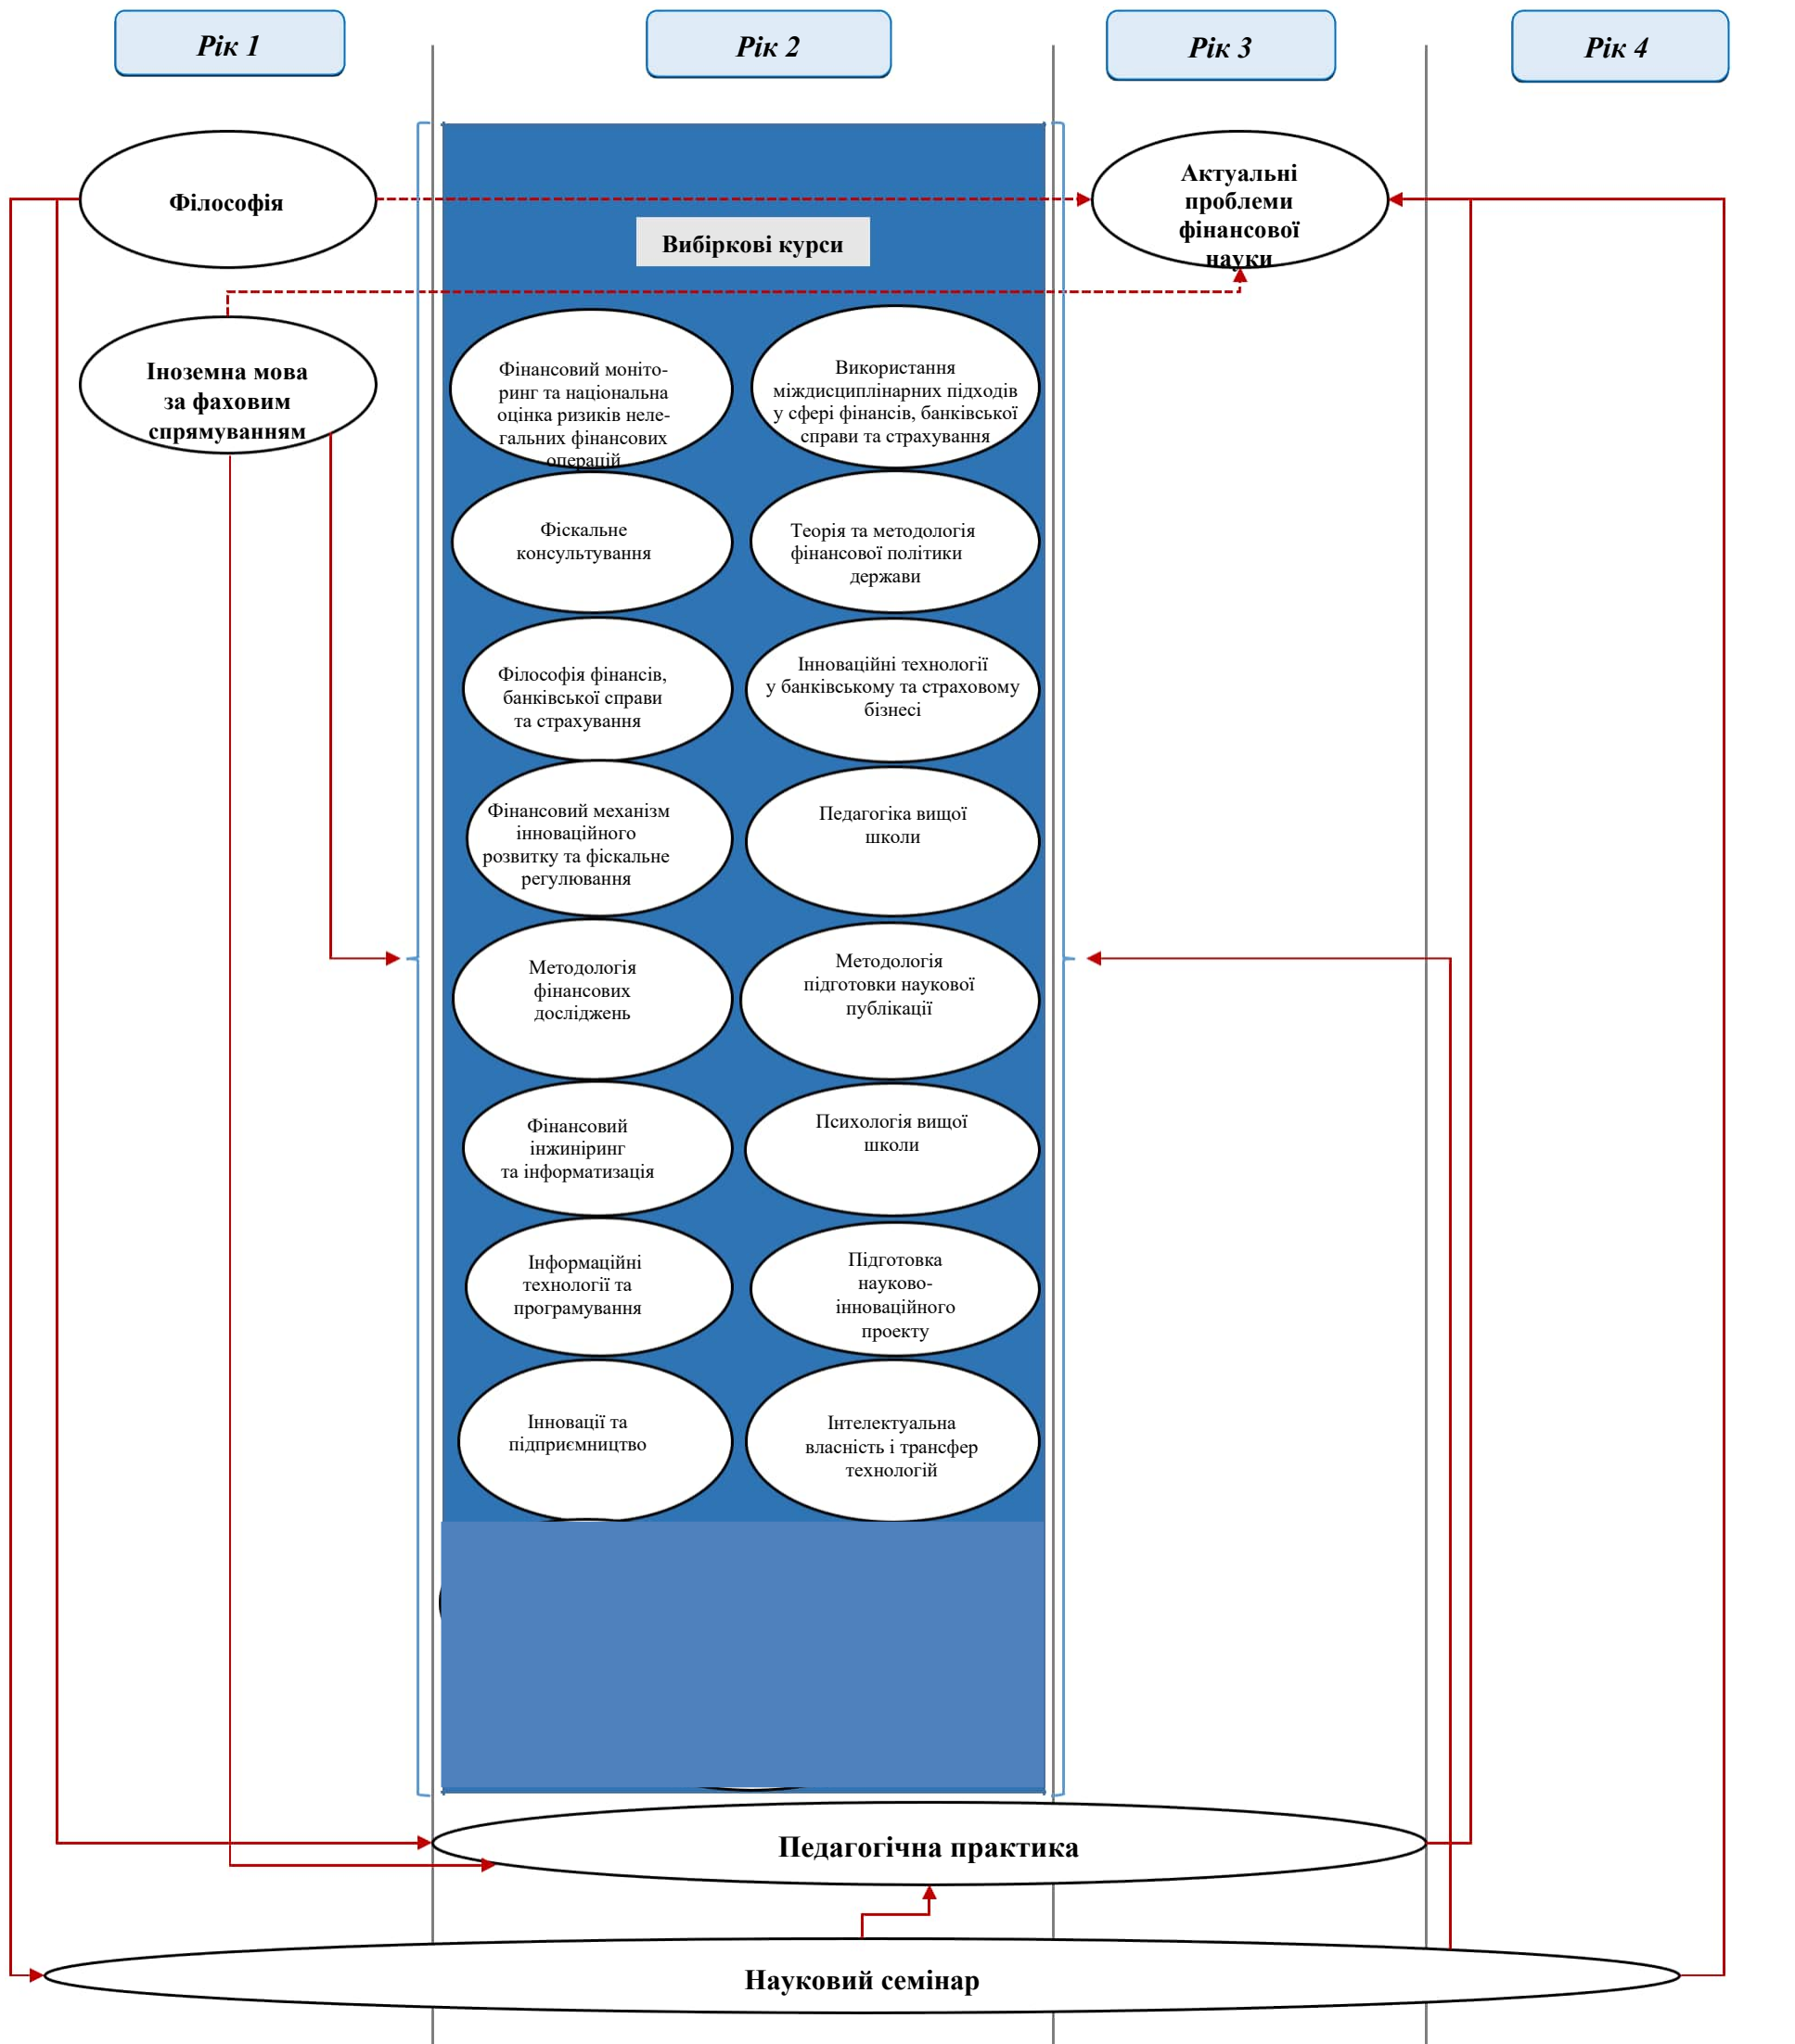 Рік 1
Рік 2
Рік 3
Рік 4
Філософія
Актуальні
проблеми
фінансової
науки
Вибіркові курси
Іноземна мова
за фаховим
спрямуванням
Фінансовий моніто-
ринг та національна
оцінка ризиків неле-
гальних фінансових
операцій
Використання
міждисциплінарних підходів
у сфері фінансів, банківської
справи та страхування
Фіскальне
консультування
Теорія та методологія
фінансової політики
держави
Філософія фінансів,
банківської справи
та страхування
Інноваційні технології
у банківському та страховому
бізнесі
Фінансовий механізм
інноваційного
розвитку та фіскальне
регулювання
Педагогіка вищої
школи
Методологія
фінансових
досліджень
Методологія
підготовки наукової
публікації
Фінансовий
інжиніринг
та інформатизація
Психологія вищої
школи
Інформаційні
технології та
програмування
Підготовка
науково-
інноваційного
проекту
Інновації та
підприємництво
Інтелектуальна
власність і трансфер
технологій
Педагогічна практика
Науковий семінар